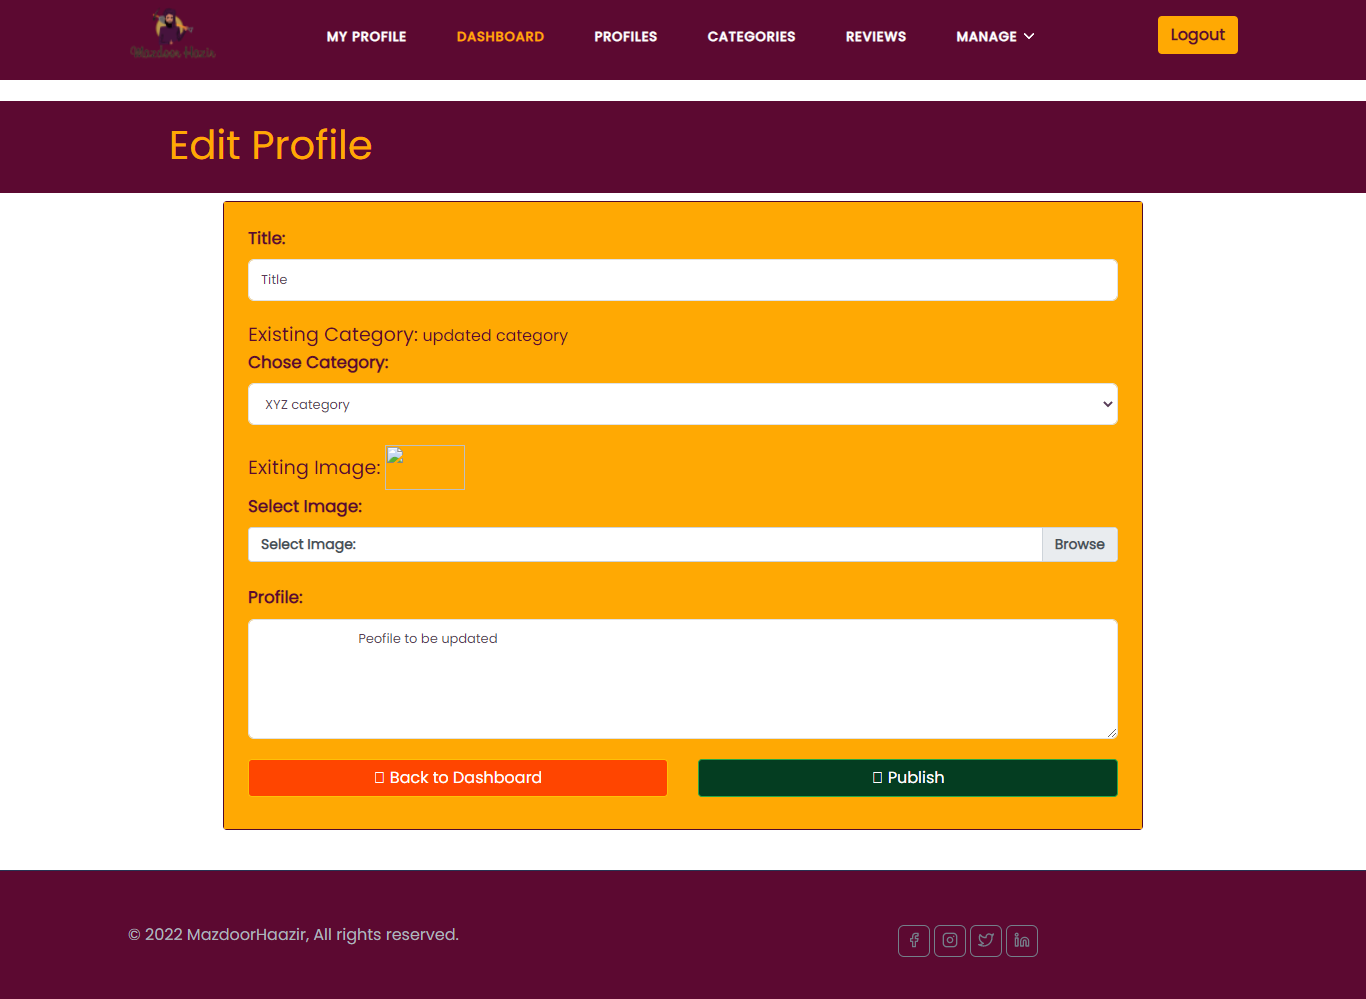 Mazdoor Haazir
MY PROFILE DASHBOARD PROFILES CATEGORIES REVIEWS MANAGE Logout
Edit Profile
Title:
Title
Existing Category: updated category
Chose Category:
XYZ category
Exiting Image:
Select Image:
Select Image: Browse
Profile:
Peofile to be updated
Back to Dashboard Publish
© 2022 MazdoorHaazir, All rights reserved.